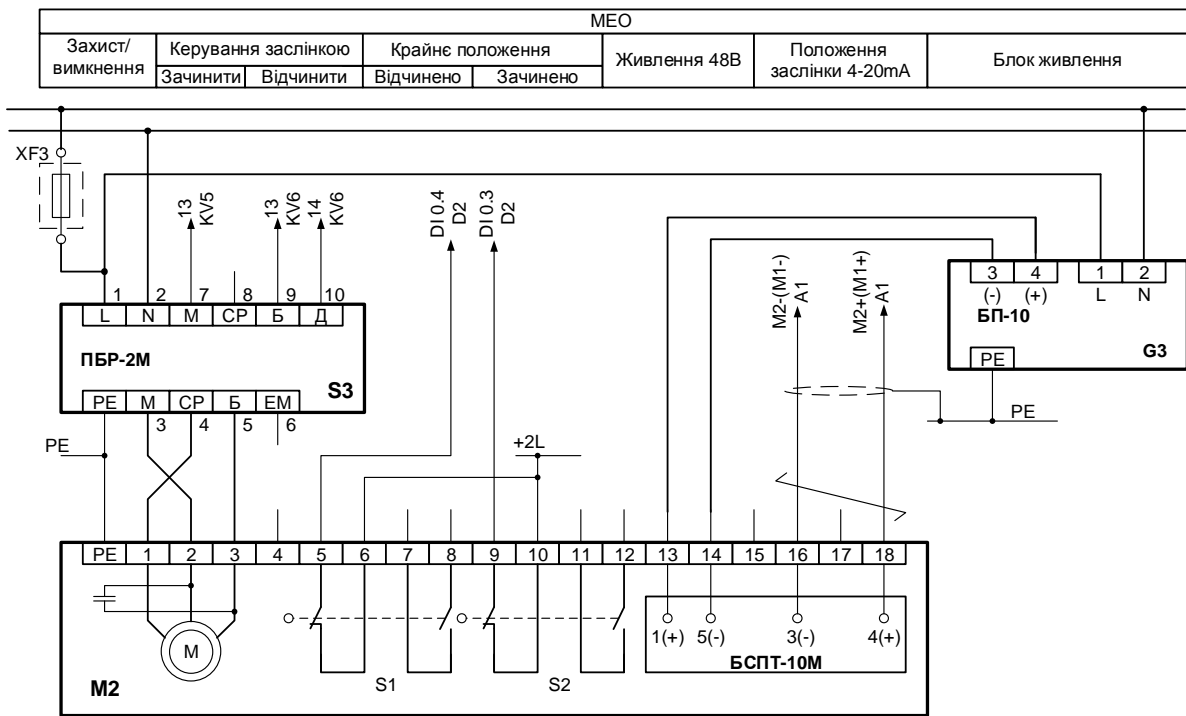 МЕО
Захист/
вимкнення
Керування заслінкою
Зачинити Відчинити
Крайнє положення
Відчинено Зачинено
Живлення 48В
Положення
заслінки 4-20mA
Блок живлення
XF3
13
KV5
13
KV6
14
KV6
DI 0.4
D2
DI 0.3
D2
M2-(M1-)
A1
M2+(M1+)
A1
1 2 7 8 9 10
L N М СР Б Д
ПБР-2М
S3
PE М СР Б ЕМ
3 4 5 6
3 4 1 2
(-) (+) L N
БП-10
G3
PE
PE
PE
+2L
PE 1 2 3 4 5 6 7 8 9 10 11 12 13 14 15 16 17 18
M
M2
S1
S2
1(+) 5(-) 3(-) 4(+)
БСПТ-10М